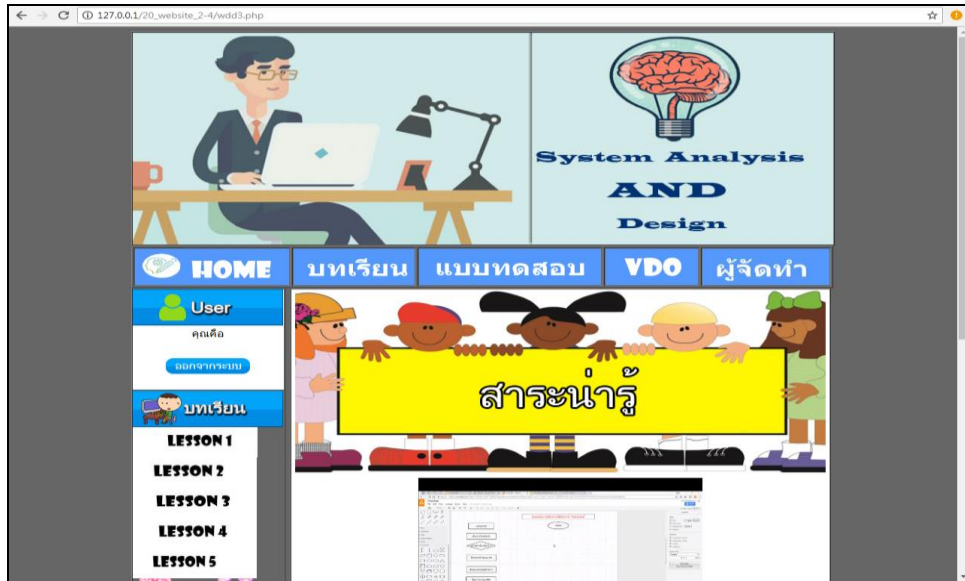 127.0.0.1/20_website_2-4/wdd3.php
System Analysis
AND
Design
HOME
บทเรียน
แบบทดสอบ
VDO
ผู้จัดทำ
User
คุณคือ
ออกจากระบบ
บทเรียน
LESSON 1
LESSON 2
LESSON 3
LESSON 4
LESSON 5
สาระน่ารู้